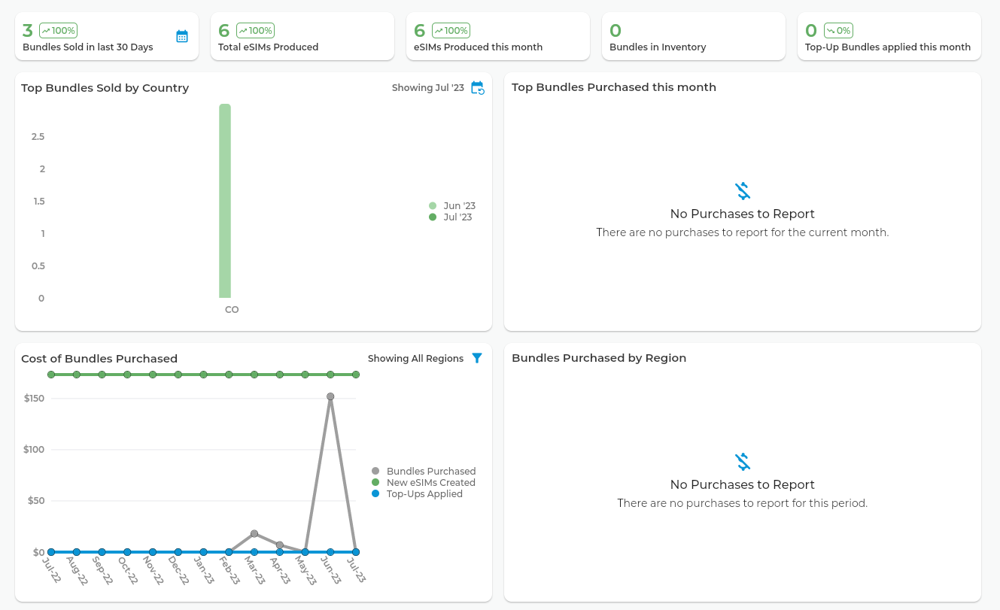 3 100%
Bundles Sold in last 30 Days
6 100%
Total eSIMs Produced
6 100%
eSIMs Produced this month
0
Bundles in Inventory
0 0%
Top-Up Bundles applied this month
Top Bundles Sold by Country
Showing Jul '23
2.5
2
1.5
1
0.5
0
CO
Jun '23
Jul '23
Top Bundles Purchased this month
No Purchases to Report
There are no purchases to report for the current month.
Cost of Bundles Purchased
Showing All Regions
$150
$100
$50
$0
Jul-22
Aug-22
Sep-22
Oct-22
Nov-22
Dec-22
Jan-23
Feb-23
Mar-23
Apr-23
May-23
Jun-23
Jul-23
Bundles Purchased
New eSIMs Created
Top-Ups Applied
Bundles Purchased by Region
No Purchases to Report
There are no purchases to report for this period.